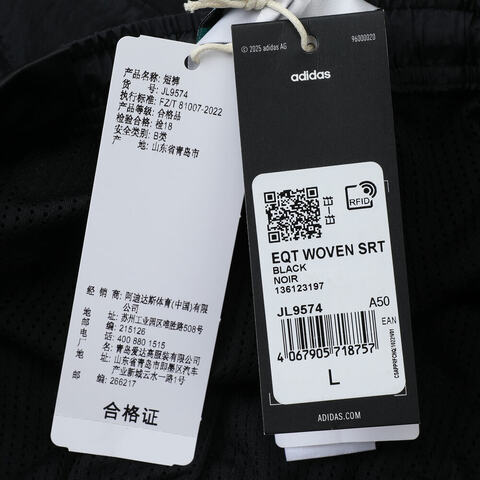 产品名称: 短裤
货 号: JL9574
执行标准: FZ/T 81007-2022
产品等级: 合格品
检验合格: 检18
安全类别: B类
产 地: 山东省青岛市
经 销 商: 阿迪达斯体育(中国)有限公司
地 址: 苏州工业园区唯胜路508号
邮 编: 215126
电 话: 400 880 1515
厂 名: 青岛爱达高服装有限公司
地 址: 山东省青岛市即墨区汽车
产业新城云水一路1号
邮 编: 266217
合格证
© 2025 adidas AG
96000020
adidas
RFID
EQT WOVEN SRT
BLACK
NOIR
136123197
JL9574
A50
EAN
4 067905 718757
L
ADIDAS.COM